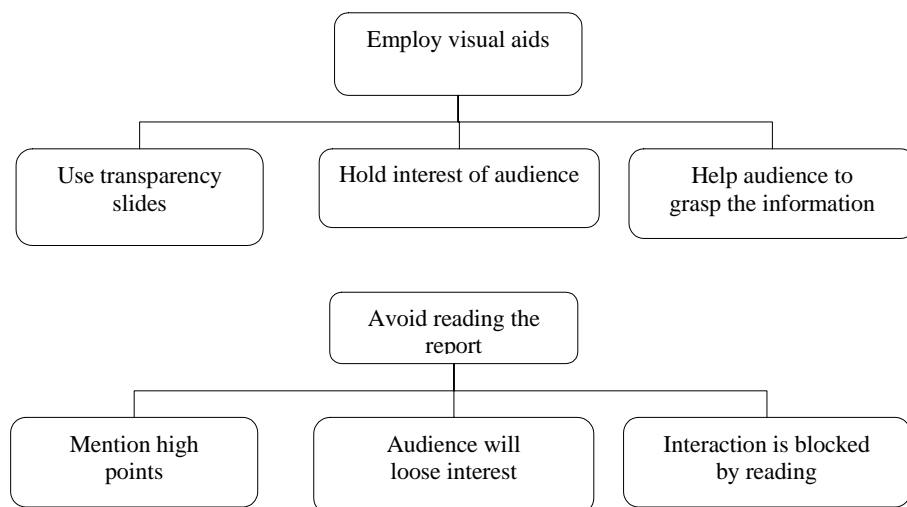 Employ visual aids
Use transparency
slides
Hold interest of audience
Help audience to
grasp the information
Avoid reading the
report
Mention high
points
Audience will
loose interest
Interaction is blocked
by reading